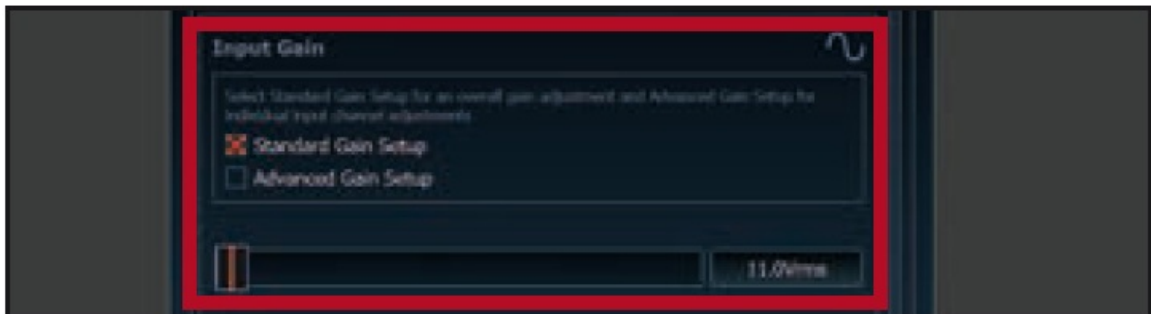 Input Gain
Select Standard Gain Setup for an overall gain adjustment and Advanced Gain Setup for
individual input channel adjustments
Standard Gain Setup
Advanced Gain Setup
11.0Vrms